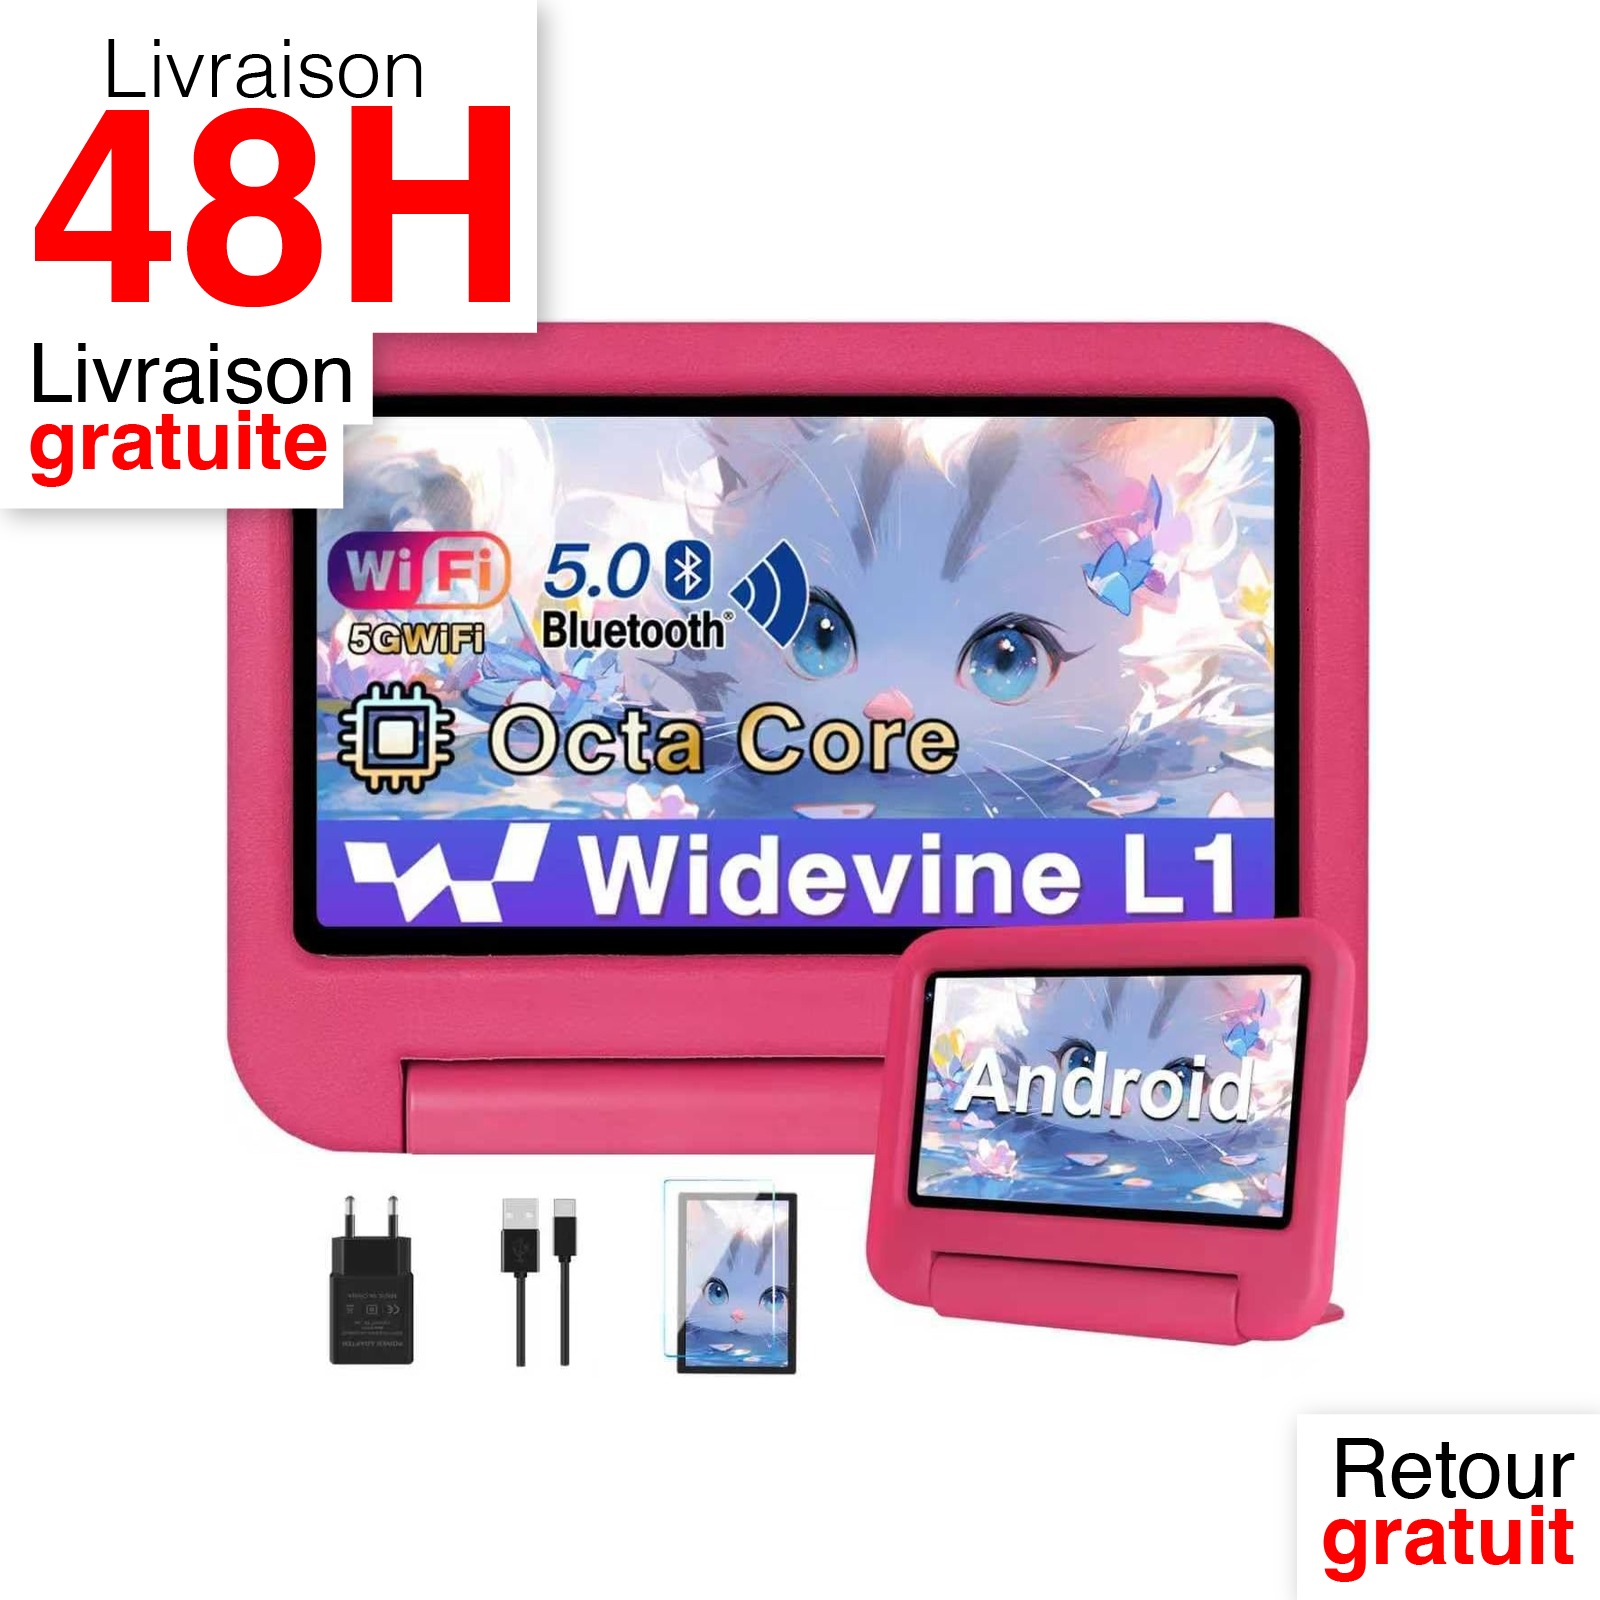 Livraison
48H
Livraison
gratuite
WiFi
5GWiFi
5.0
Bluetooth®
Octa Core
Widevine L1
Android
Retour
gratuit